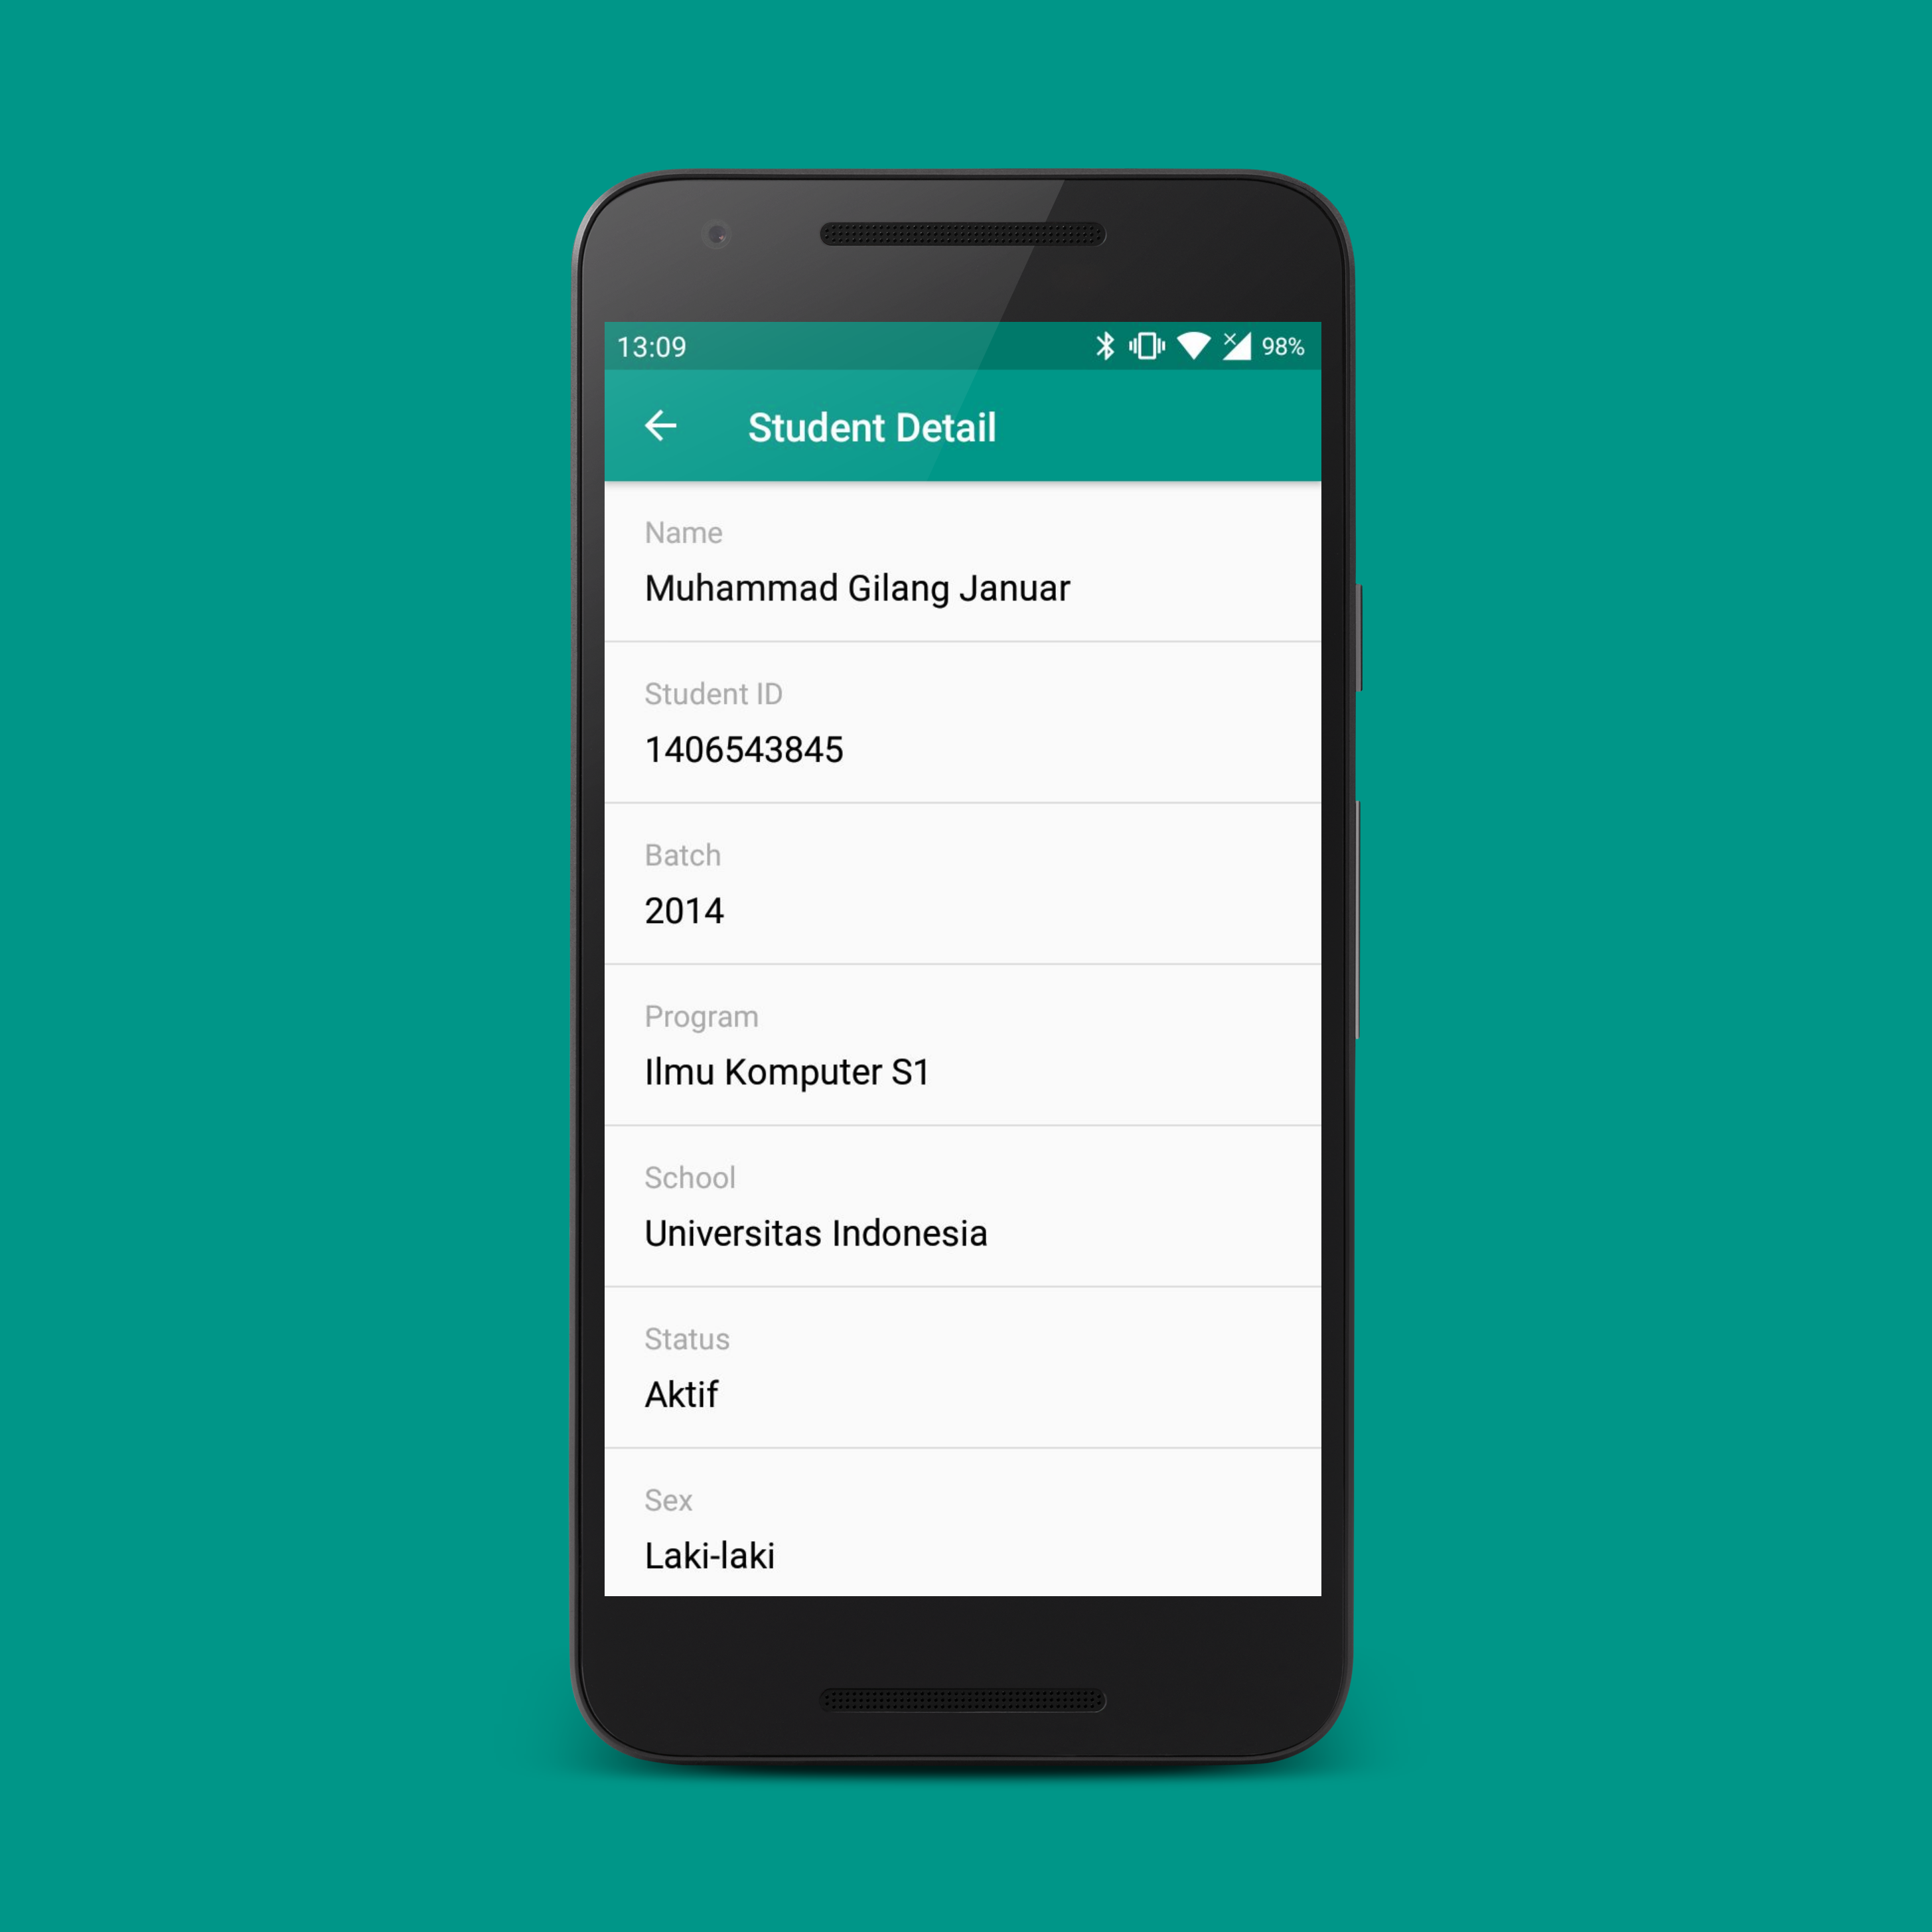 13:09 98%
Student Detail
Name
Muhammad Gilang Januar
Student ID
1406543845
Batch
2014
Program
Ilmu Komputer S1
School
Universitas Indonesia
Status
Aktif
Sex
Laki-laki